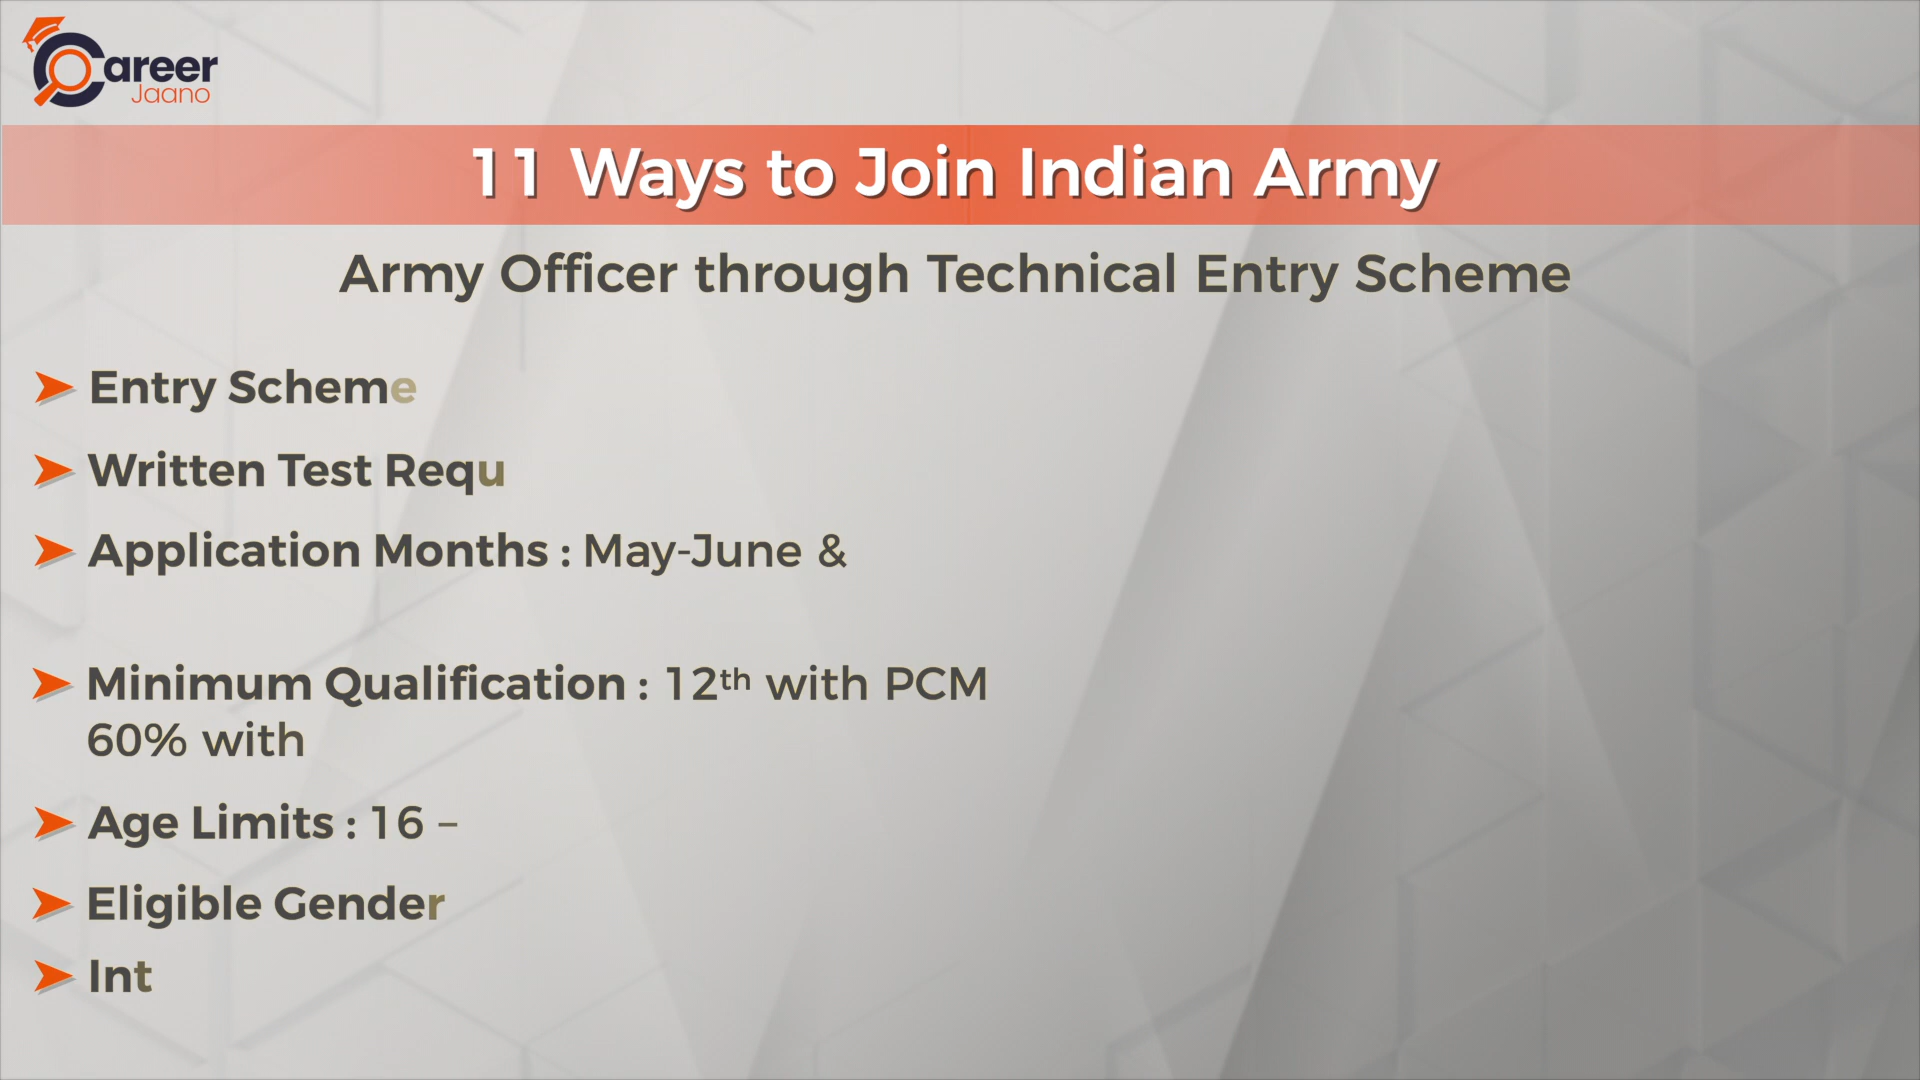 Career
Jaano
11 Ways to Join Indian Army
Army Officer through Technical Entry Scheme
Entry Scheme
Written Test Requ
Application Months : May-June &
Minimum Qualification : 12th with PCM
60% with
Age Limits : 16 –
Eligible Gender
Int